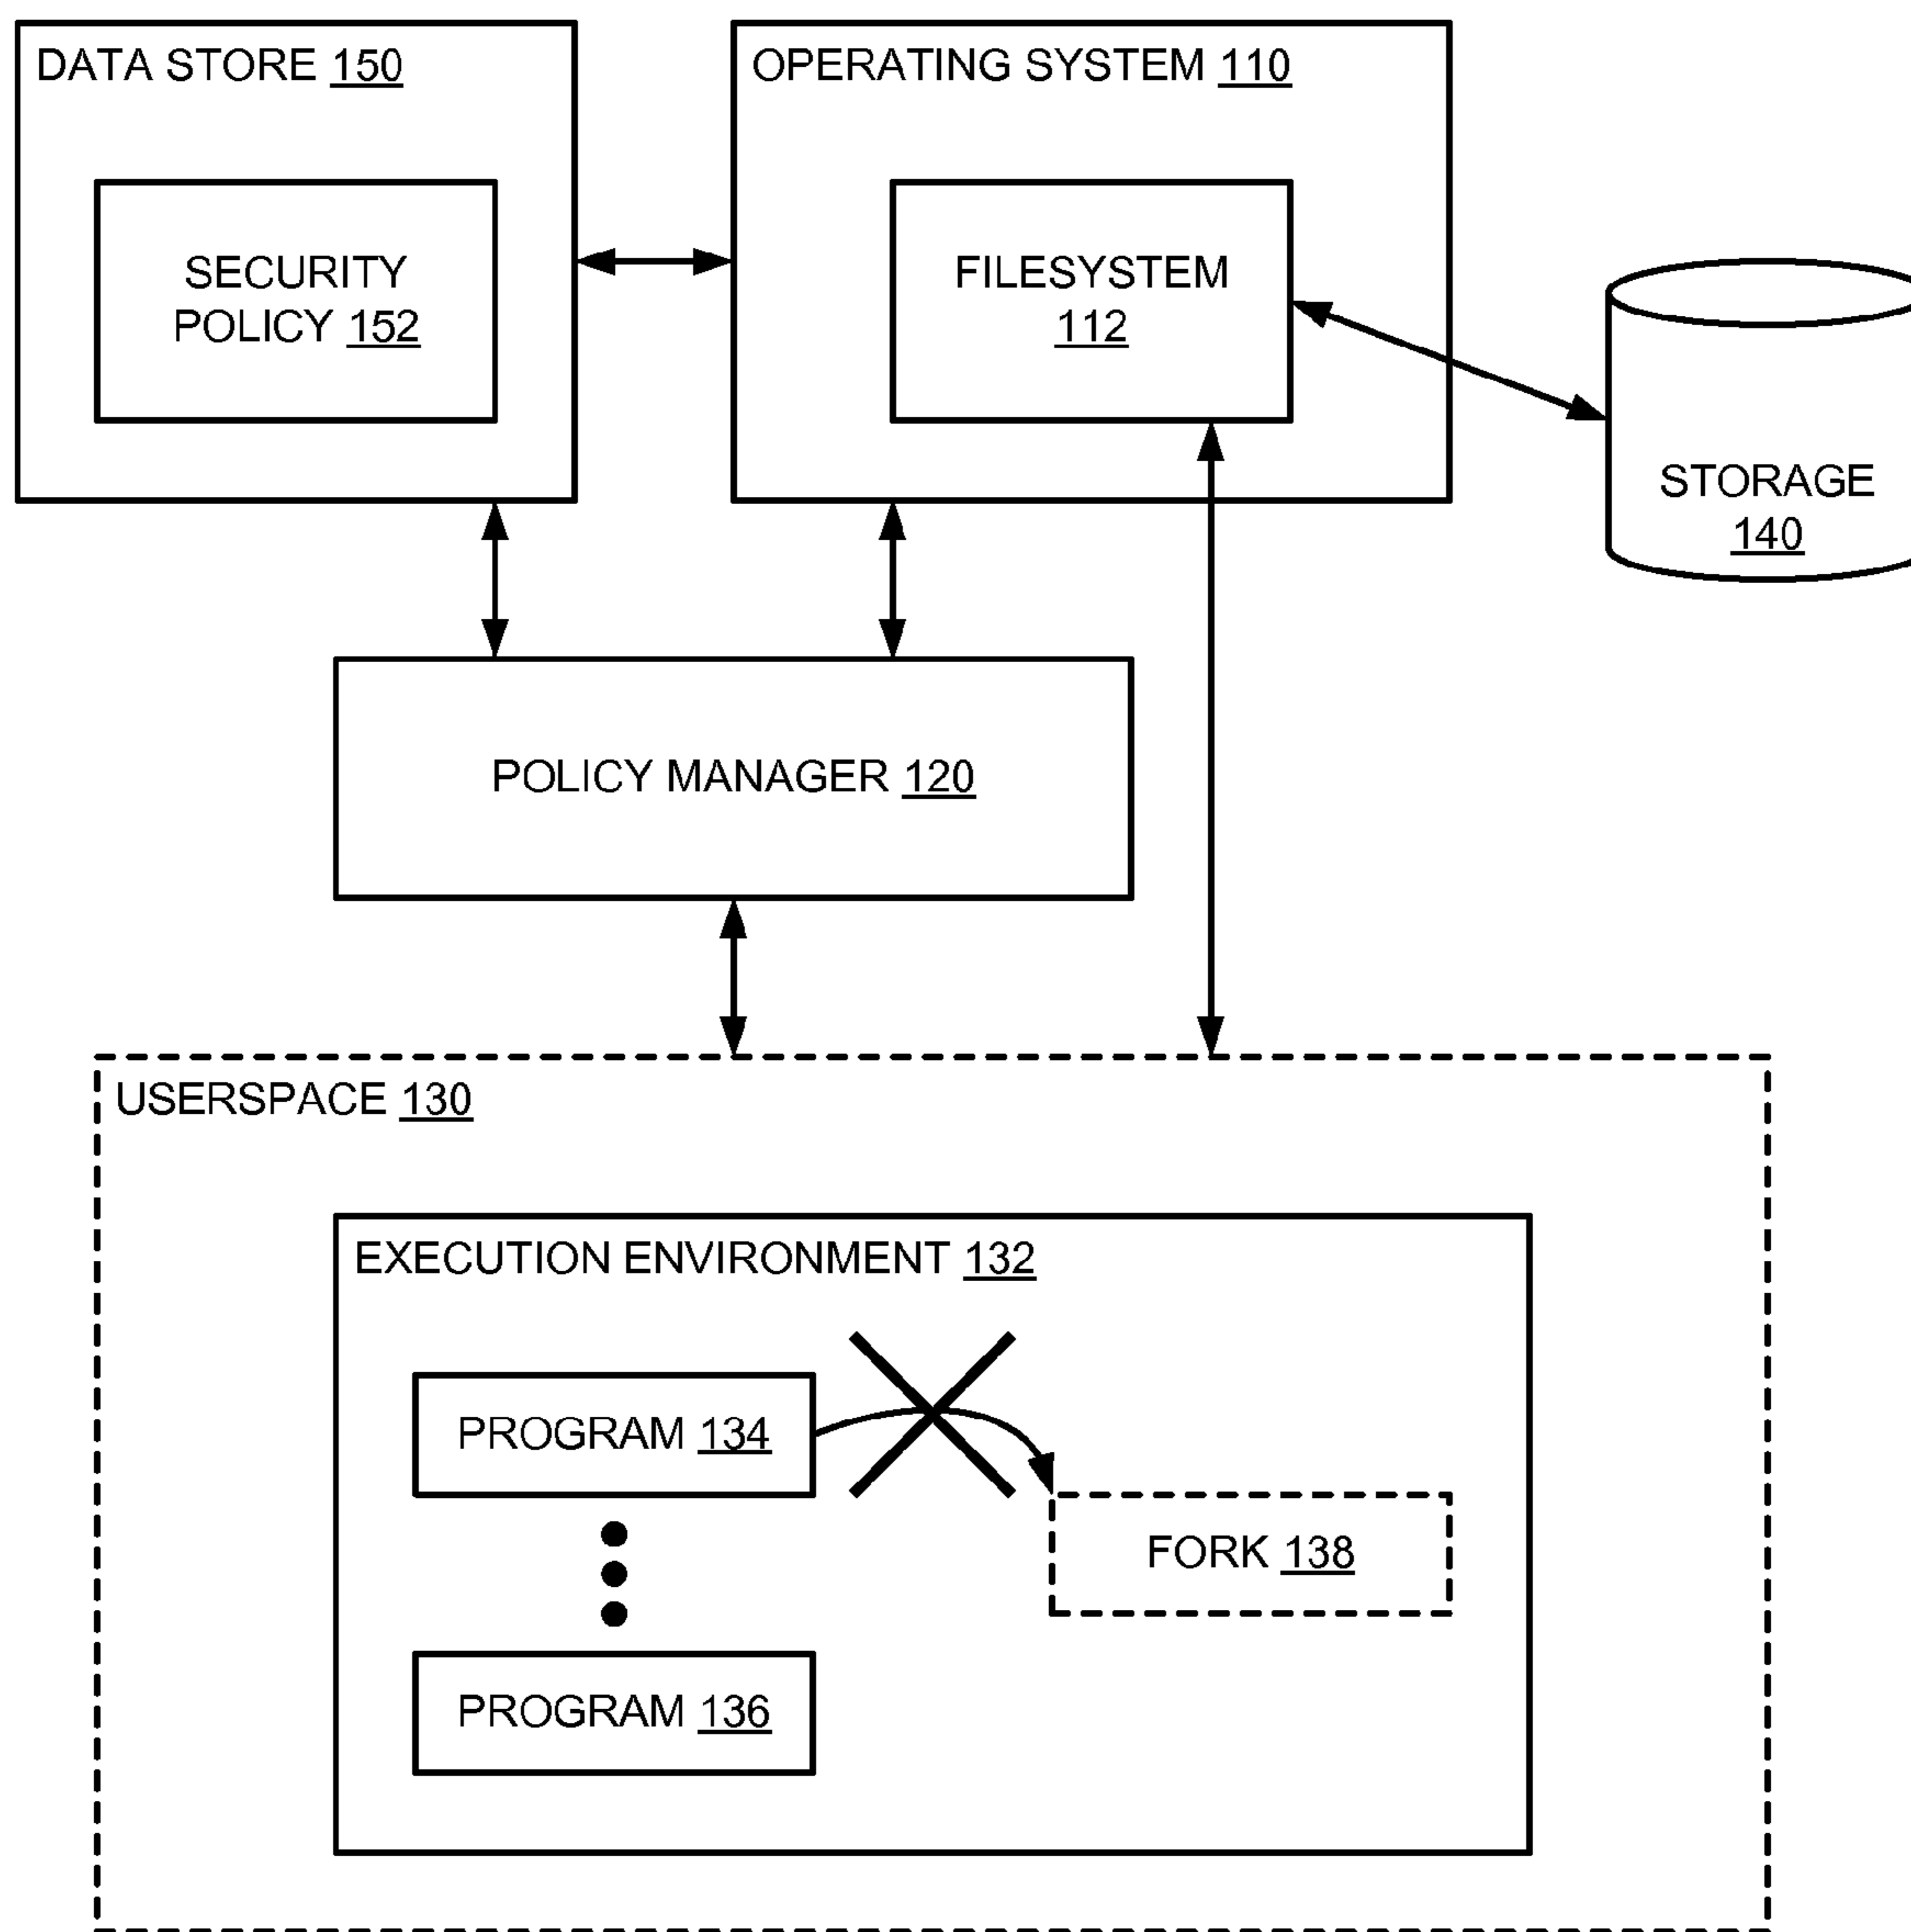 DATA STORE 150
OPERATING SYSTEM 110
SECURITY
POLICY 152
FILESYSTEM
112
STORAGE
140
POLICY MANAGER 120
USERSPACE 130
EXECUTION ENVIRONMENT 132
PROGRAM 134
FORK 138
PROGRAM 136